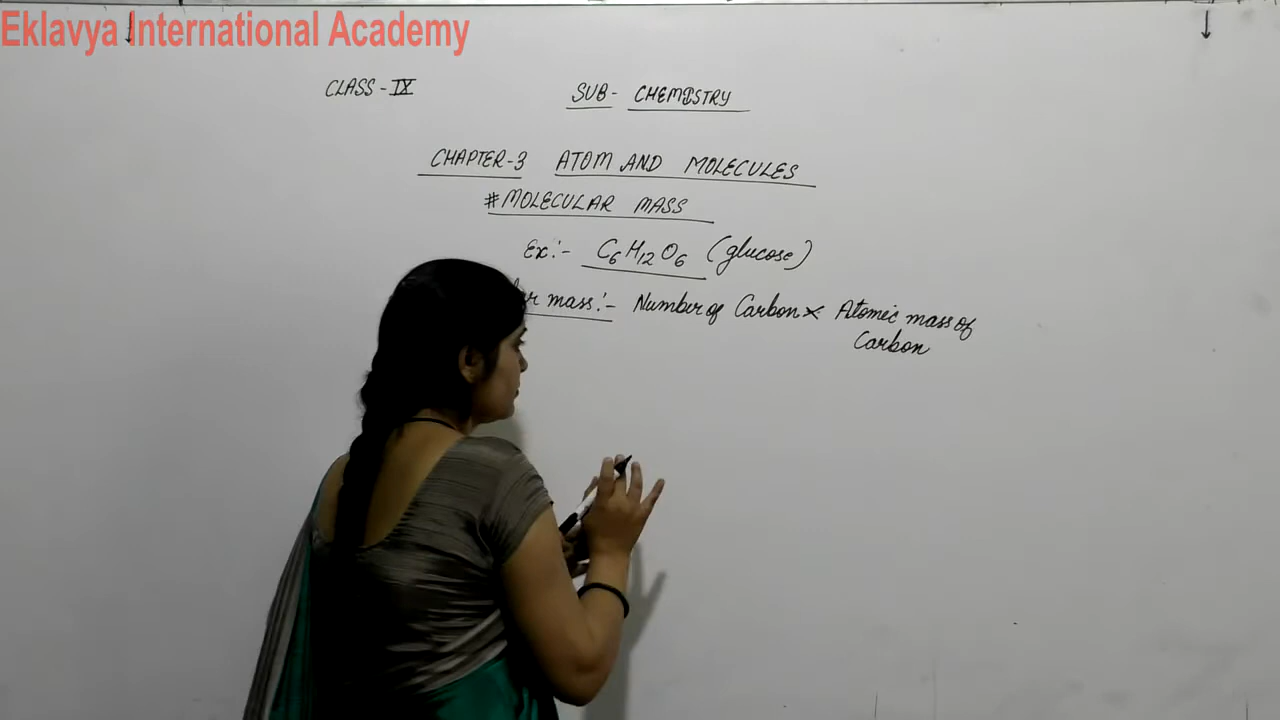 Eklavya International Academy
CLASS - IX SUB - CHEMISTRY
CHAPTER-3 ATOM AND MOLECULES
# MOLECULAR MASS
Ex:- C6H12O6 (glucose)
mass:- Number of Carbon × Atomic mass of
Carbon